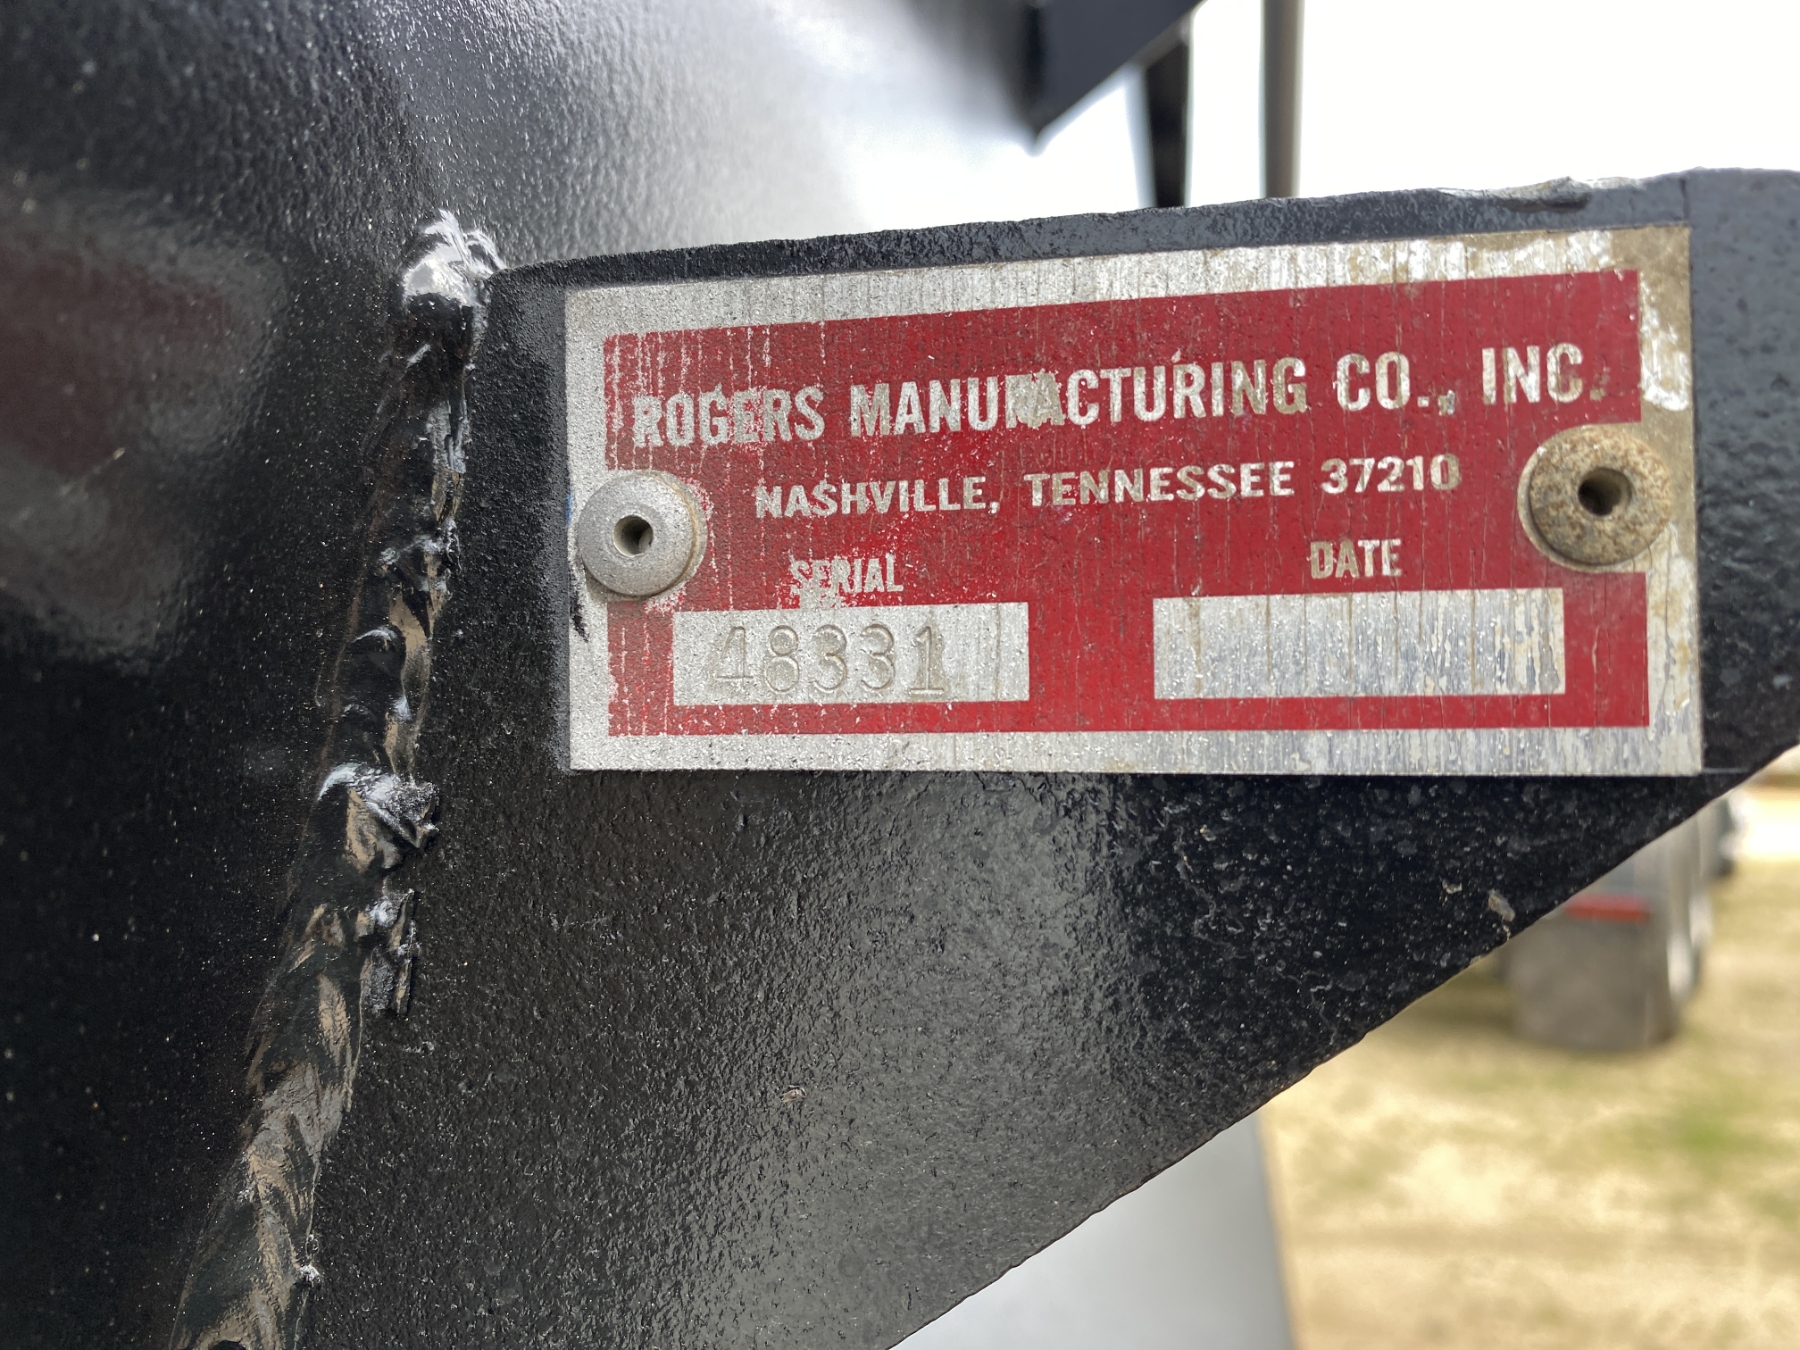 ROGERS MANUFACTURING CO., INC.
NASHVILLE, TENNESSEE 37210
SERIAL DATE
48331